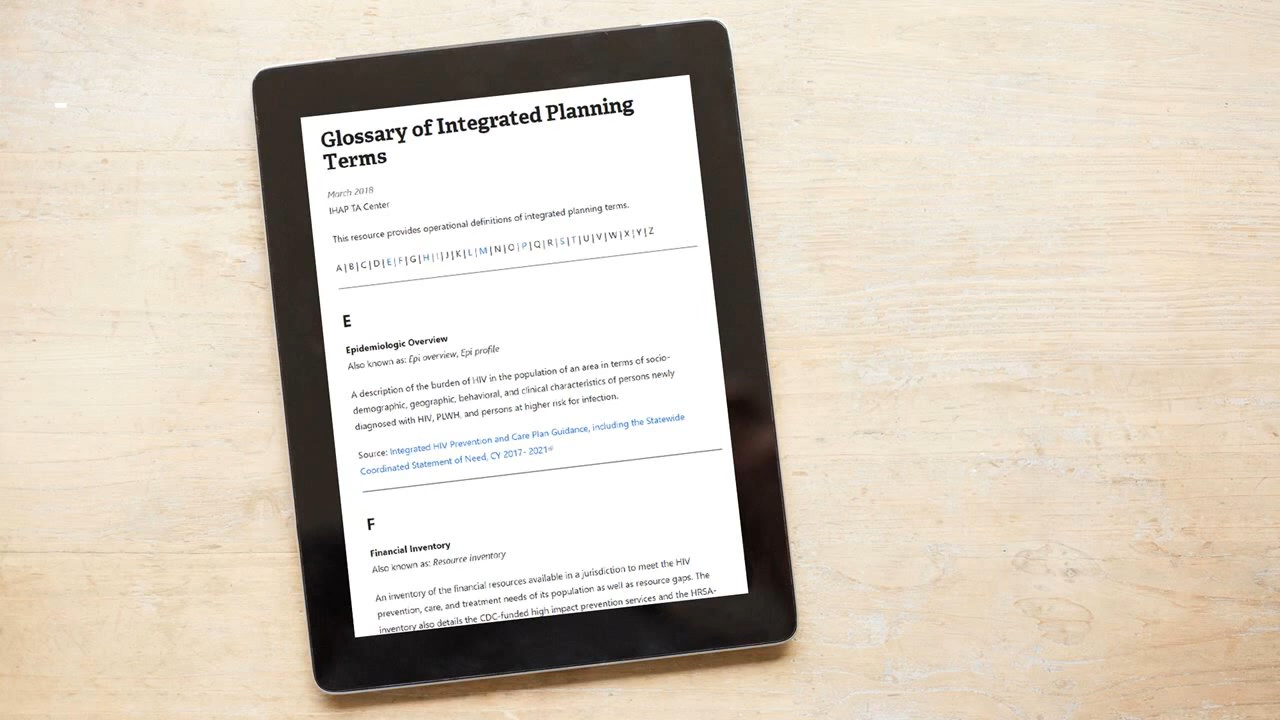 Glossary of Integrated Planning
Terms
March 2018
IHAP TA Center
This resource provides operational definitions of integrated planning terms.
A|B|C|D|E|F|G|H|I|J|K|L|M|N|O|P|Q|R|S|T|U|V|W|X|Y|Z
E
Epidemiologic Overview
Also known as: Epi overview, Epi profile
A description of the burden of HIV in the population of an area in terms of socio-
demographic, geographic, behavioral, and clinical characteristics of persons newly
diagnosed with HIV, PLWH, and persons at higher risk for infection.
Source: Integrated HIV Prevention and Care Plan Guidance, including the Statewide
Coordinated Statement of Need, CY 2017- 2021
F
Financial Inventory
Also known as: Resource inventory
An inventory of the financial resources available in a jurisdiction to meet the HIV
prevention, care, and treatment needs of its population as well as resource gaps. The
inventory also details the CDC-funded high impact prevention services and the HRSA-